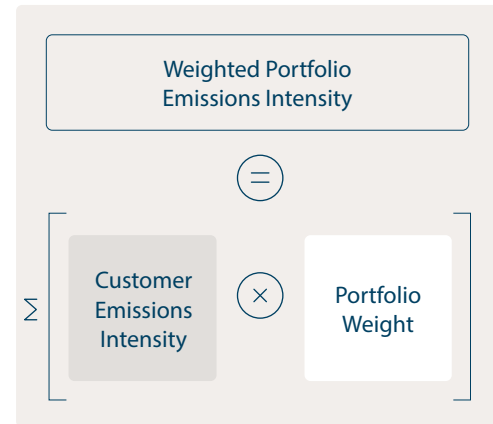 Weighted Portfolio
Emissions Intensity
=
Σ
Customer
Emissions
Intensity
×
Portfolio
Weight